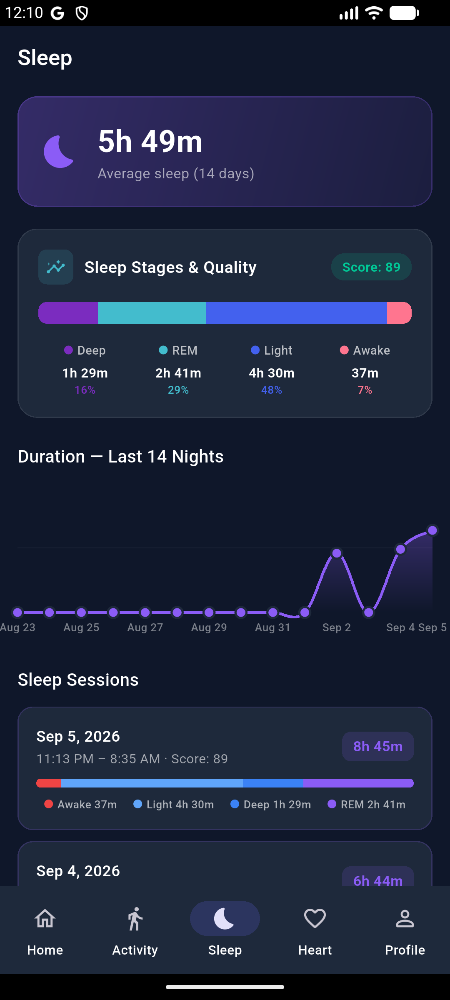 12:10
Sleep
5h 49m
Average sleep (14 days)
Sleep Stages & Quality
Score: 89
Deep
REM
Light
Awake
1h 29m
2h 41m
4h 30m
37m
16%
29%
48%
7%
Duration — Last 14 Nights
Aug 23
Aug 25
Aug 27
Aug 29
Aug 31
Sep 2
Sep 4
Sep 5
Sleep Sessions
Sep 5, 2026
11:13 PM – 8:35 AM · Score: 89
8h 45m
Awake 37m
Light 4h 30m
Deep 1h 29m
REM 2h 41m
Sep 4, 2026
6h 44m
Home
Activity
Sleep
Heart
Profile